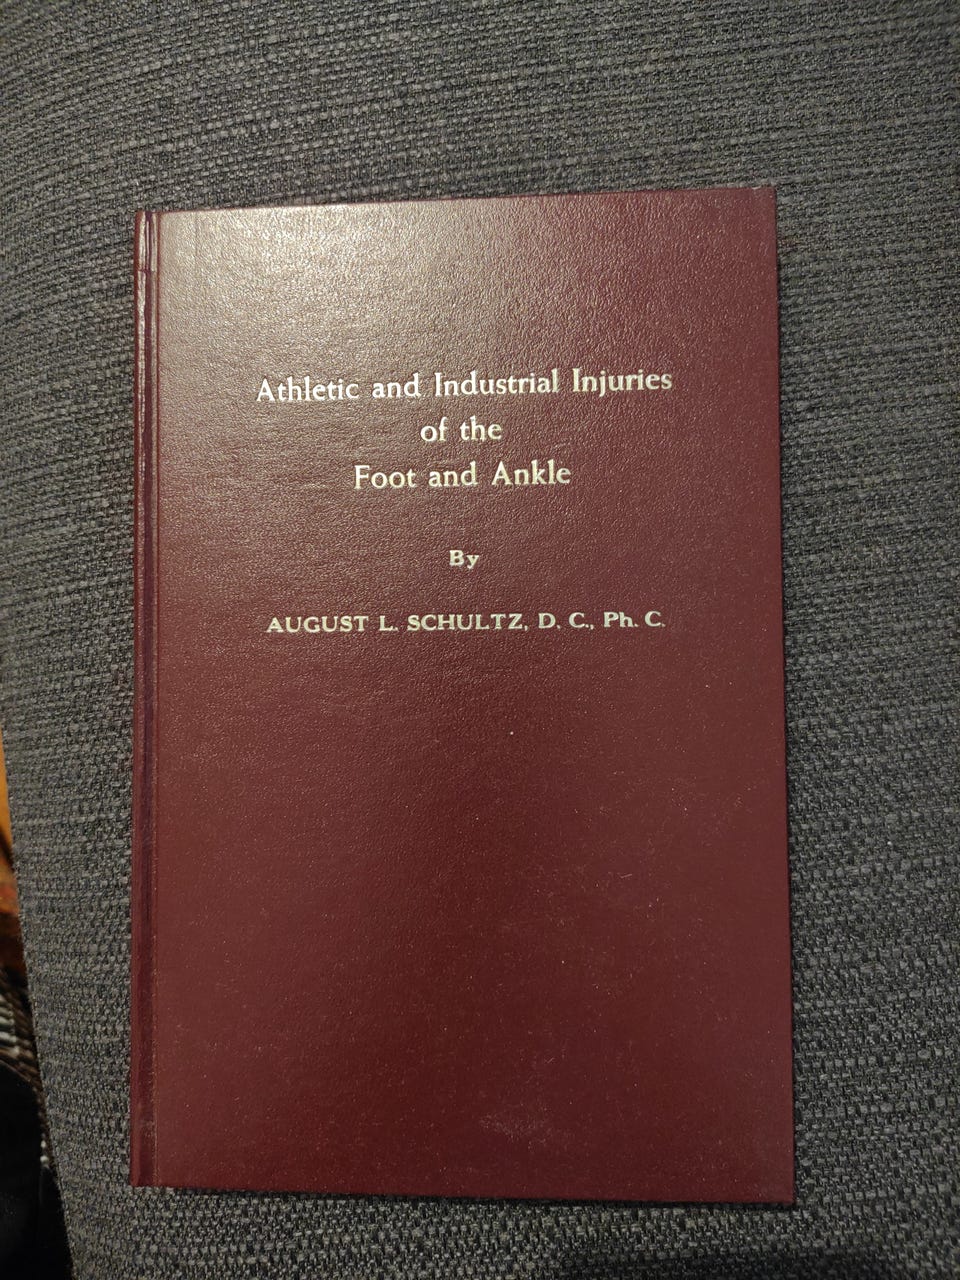 Athletic and Industrial Injuries
of the
Foot and Ankle
By
AUGUST L. SCHULTZ, D. C., Ph. C.